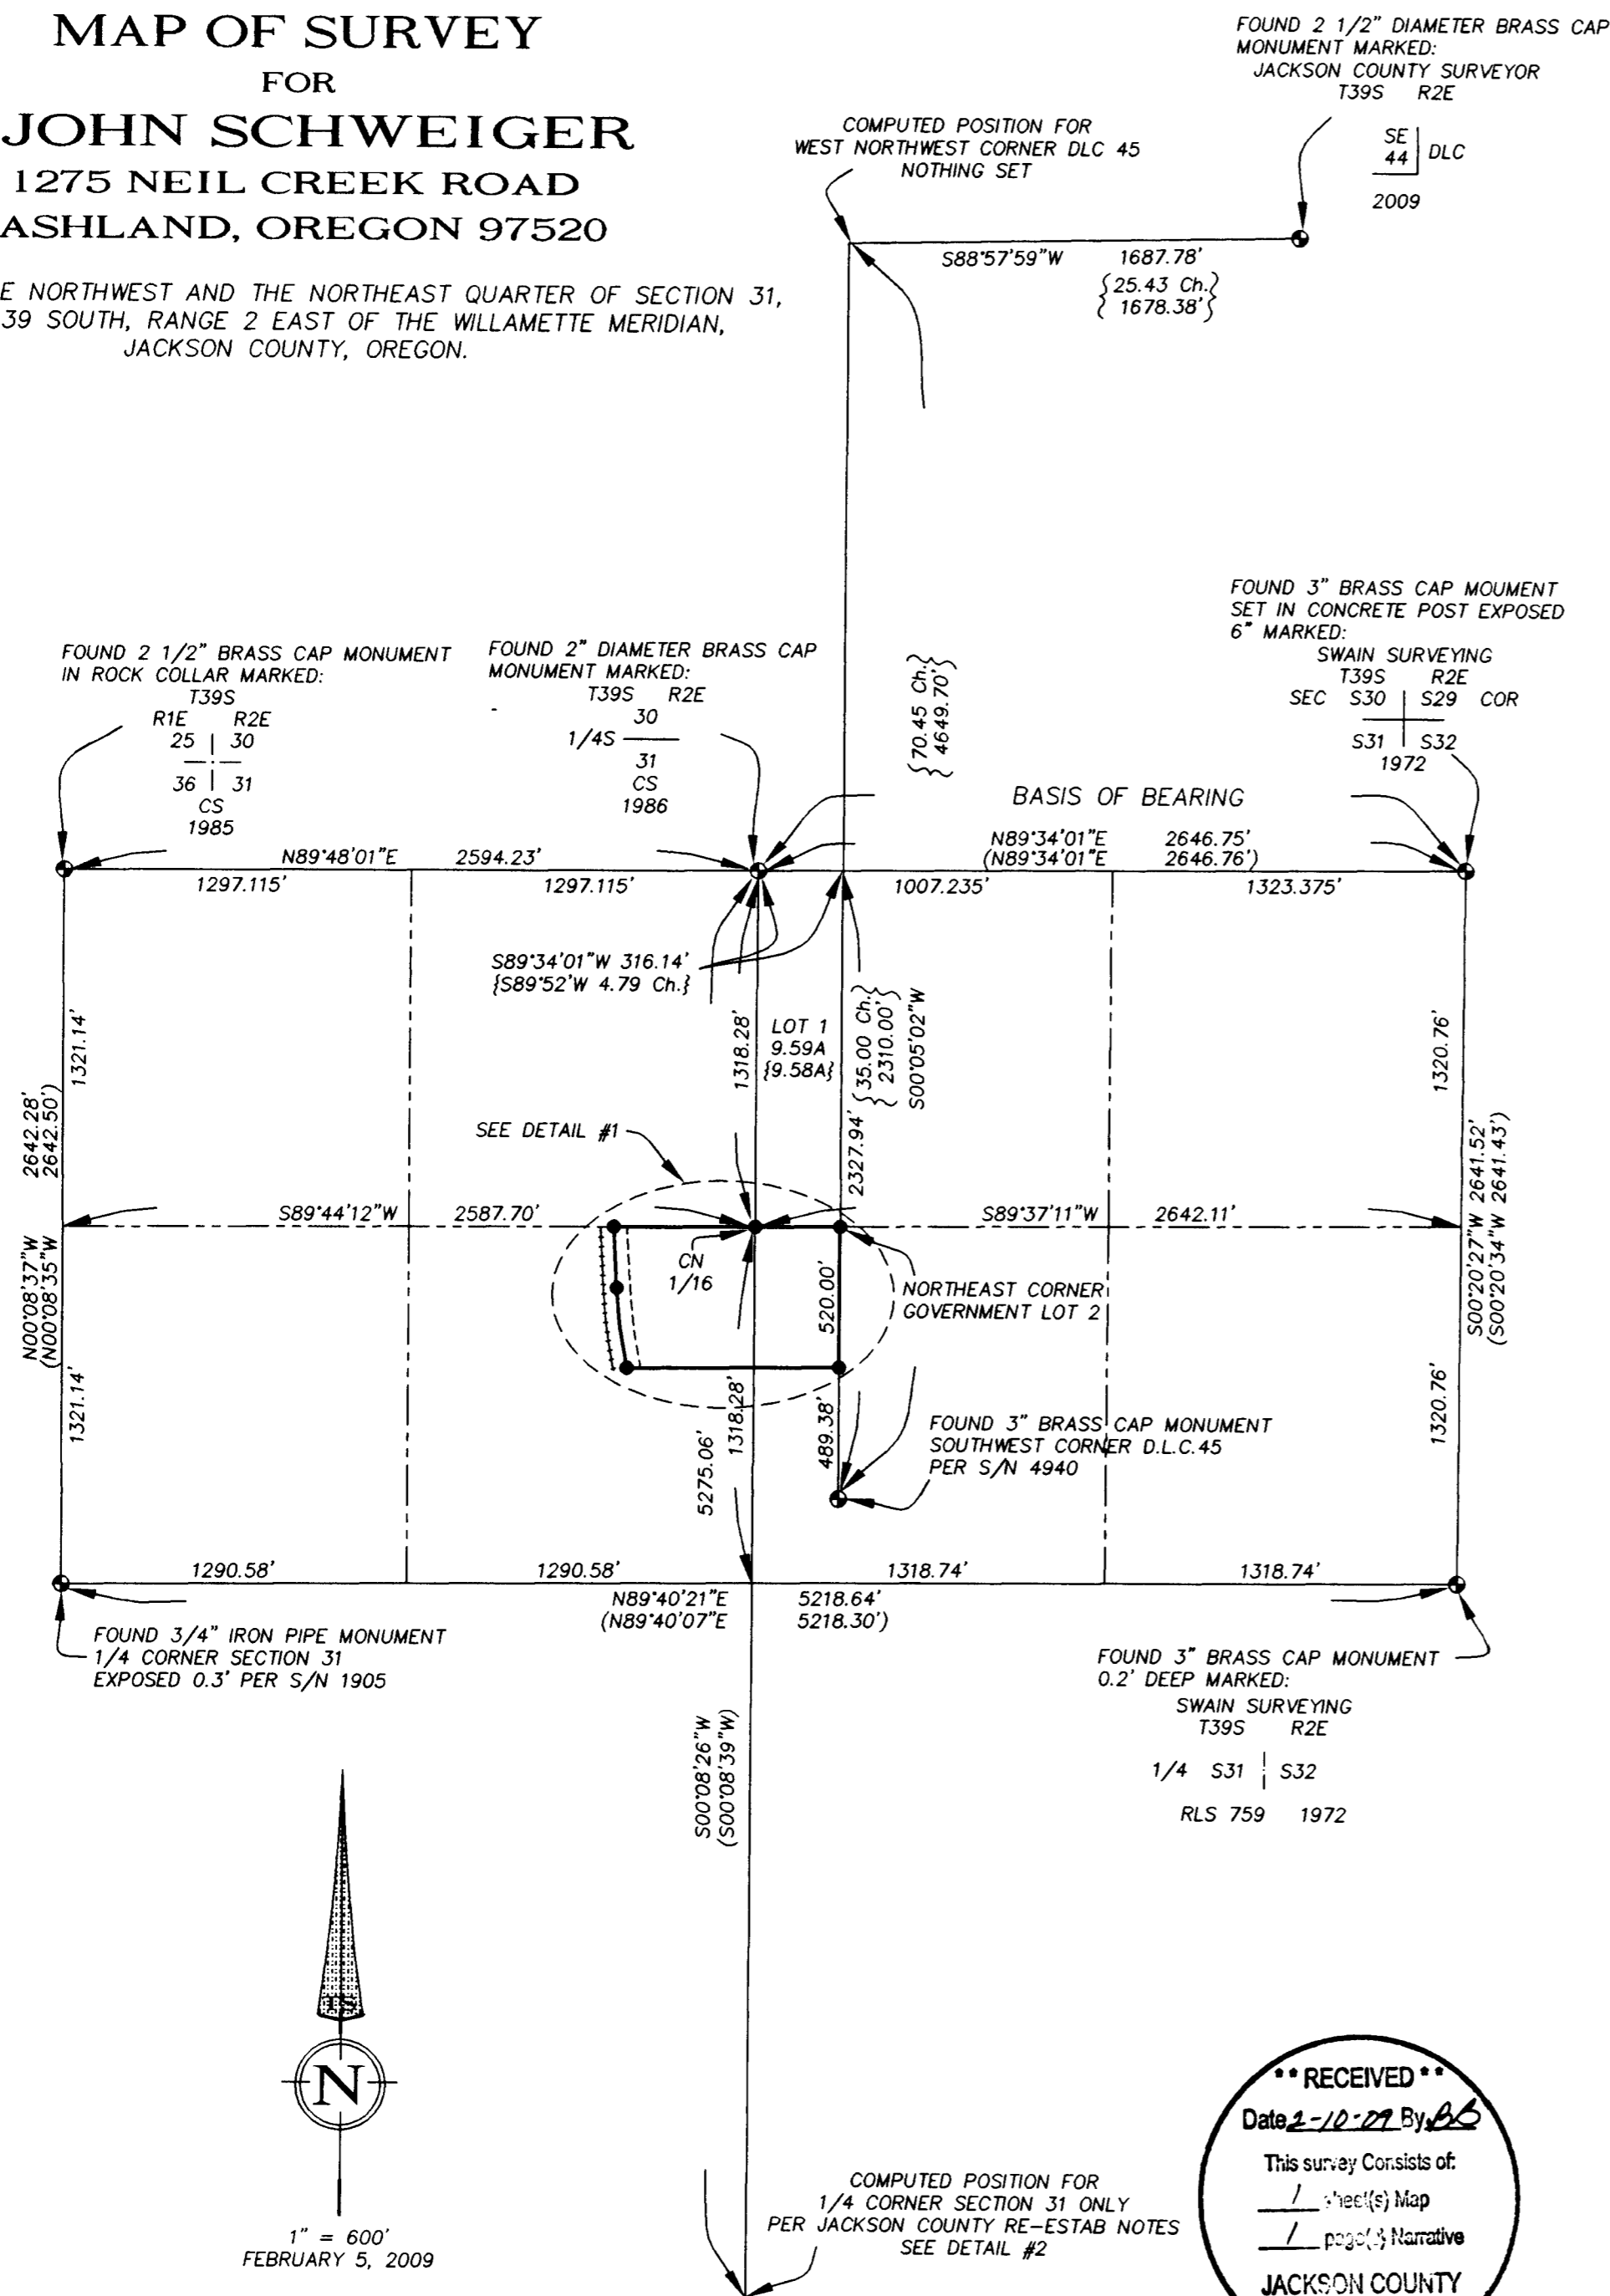 MAP OF SURVEY
FOR
JOHN SCHWEIGER
1275 NEIL CREEK ROAD
ASHLAND, OREGON 97520
E NORTHWEST AND THE NORTHEAST QUARTER OF SECTION 31,
39 SOUTH, RANGE 2 EAST OF THE WILLAMETTE MERIDIAN,
JACKSON COUNTY, OREGON.
FOUND 2 1/2" DIAMETER BRASS CAP
MONUMENT MARKED:
JACKSON COUNTY SURVEYOR
T39S R2E
SE
44 DLC
2009
COMPUTED POSITION FOR
WEST NORTHWEST CORNER DLC 45
NOTHING SET
S88°57'59"W 1687.78'
{25.43 Ch.}
{1678.38'}
FOUND 3" BRASS CAP MOUMENT
SET IN CONCRETE POST EXPOSED
6" MARKED:
SWAIN SURVEYING
T39S R2E
SEC S30 S29 COR
S31 S32
1972
FOUND 2 1/2" BRASS CAP MONUMENT
IN ROCK COLLAR MARKED:
T39S
R1E R2E
25 30
36 31
CS
1985
FOUND 2" DIAMETER BRASS CAP
MONUMENT MARKED:
T39S R2E
30
1/4S
31
CS
1986
{70.45 Ch.}
{4649.70'}
BASIS OF BEARING
N89°34'01"E 2646.75'
(N89°34'01"E 2646.76')
N89°48'01"E 2594.23'
1297.115'
1297.115'
1007.235'
1323.375'
S89°34'01"W 316.14'
{S89°52'W 4.79 Ch.}
1321.14'
1318.28'
LOT 1
9.59A
{9.58A}
{35.00 Ch.}
{2310.00'}
S00°05'02"W
2327.94'
1320.76'
2642.28'
2642.50')
N00°08'37"W
(N00°08'35"W
S00°20'27"W 2641.52'
(S00°20'34"W 2641.43')
SEE DETAIL #1
S89°44'12"W 2587.70'
S89°37'11"W 2642.11'
CN
1/16
520.00'
NORTHEAST CORNER
GOVERNMENT LOT 2
1321.14'
1318.28'
5275.06'
489.38'
1320.76'
FOUND 3" BRASS CAP MONUMENT
SOUTHWEST CORNER D.L.C.45
PER S/N 4940
1290.58'
1290.58'
1318.74'
1318.74'
N89°40'21"E 5218.64'
(N89°40'07"E 5218.30')
FOUND 3/4" IRON PIPE MONUMENT
1/4 CORNER SECTION 31
EXPOSED 0.3' PER S/N 1905
FOUND 3" BRASS CAP MONUMENT
0.2' DEEP MARKED:
SWAIN SURVEYING
T39S R2E
1/4 S31 S32
RLS 759 1972
S00°08'26"W
(S00°08'39"W)
N
1" = 600'
FEBRUARY 5, 2009
COMPUTED POSITION FOR
1/4 CORNER SECTION 31 ONLY
PER JACKSON COUNTY RE-ESTAB NOTES
SEE DETAIL #2
** RECEIVED **
Date 2-10-09 By BB
This survey Consists of:
1 sheet(s) Map
1 page(s) Narrative
JACKSON COUNTY